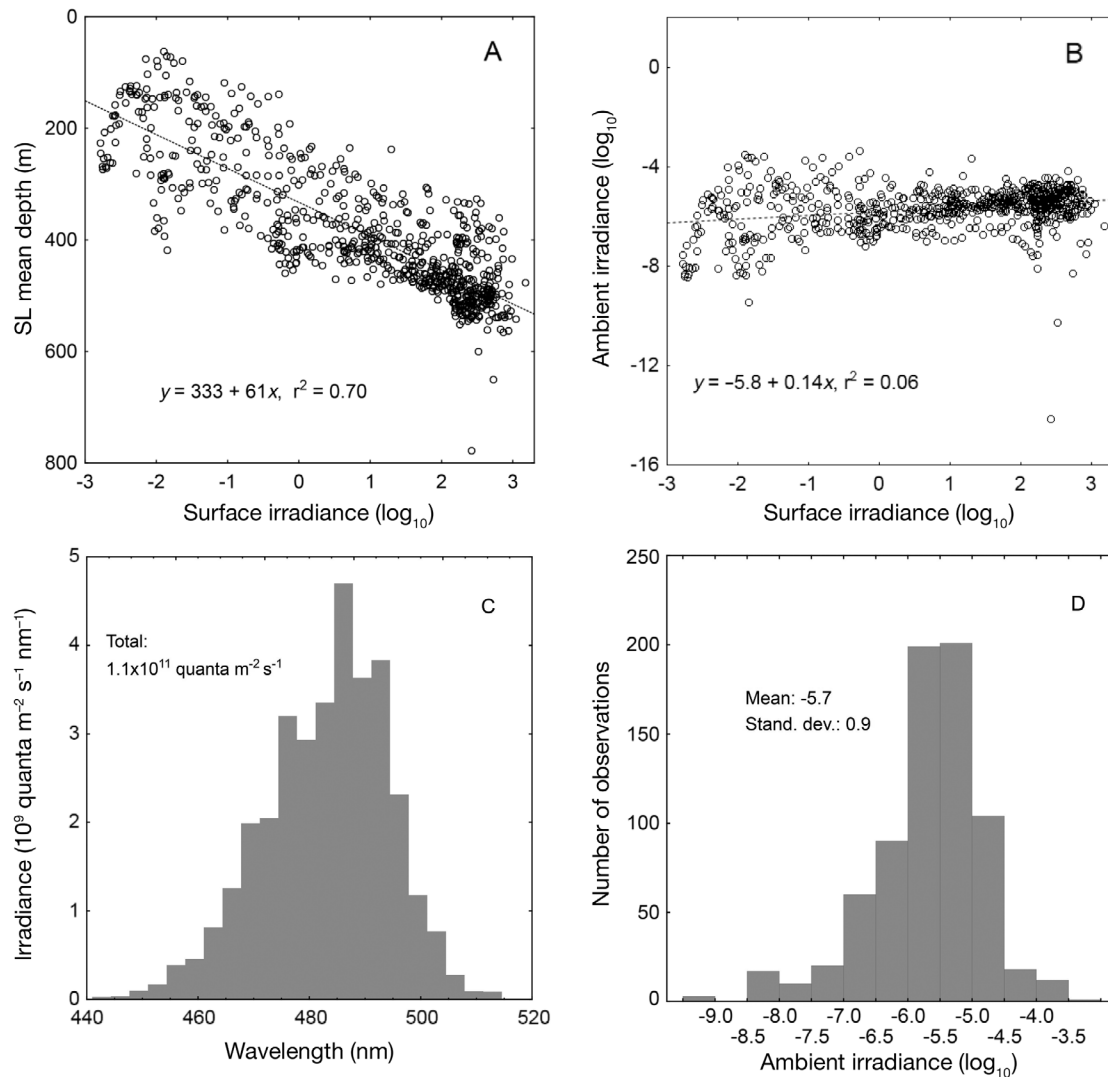 A
0
200
400
600
800
SL mean depth (m)
y = 333 + 61x, r² = 0.70
-3 -2 -1 0 1 2 3
Surface irradiance (log₁₀)
B
0
-4
-8
-12
-16
Ambient irradiance (log₁₀)
y = –5.8 + 0.14x, r² = 0.06
-3 -2 -1 0 1 2 3
Surface irradiance (log₁₀)
C
5
4
3
2
1
0
Irradiance (10⁹ quanta m⁻² s⁻¹ nm⁻¹)
Total:
1.1x10¹¹ quanta m⁻² s⁻¹
440 460 480 500 520
Wavelength (nm)
D
250
200
150
100
50
0
Number of observations
Mean: -5.7
Stand. dev.: 0.9
-9.0 -8.0 -7.0 -6.0 -5.0 -4.0
-8.5 -7.5 -6.5 -5.5 -4.5 -3.5
Ambient irradiance (log₁₀)